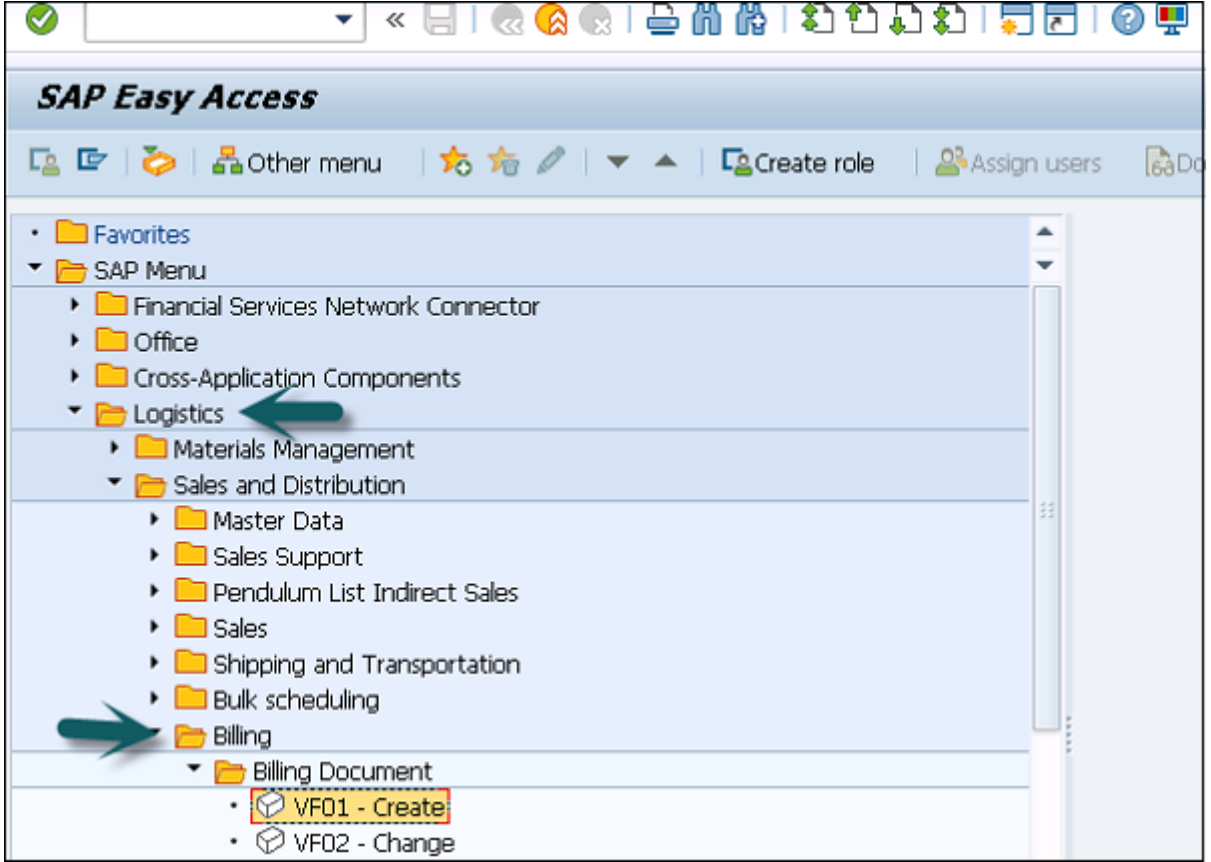 SAP Easy Access
Other menu Create role Assign users Do
Favorites
SAP Menu
Financial Services Network Connector
Office
Cross-Application Components
Logistics
Materials Management
Sales and Distribution
Master Data
Sales Support
Pendulum List Indirect Sales
Sales
Shipping and Transportation
Bulk scheduling
Billing
Billing Document
VF01 - Create
VF02 - Change